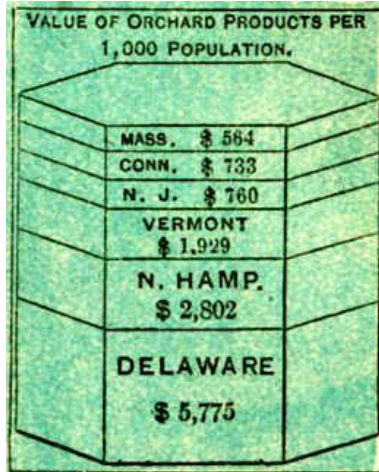 VALUE OF ORCHARD PRODUCTS PER
1,000 POPULATION.
MASS. $ 564
CONN. $ 733
N. J. $ 760
VERMONT
$ 1,929
N. HAMP.
$ 2,802
DELAWARE
$ 5,775